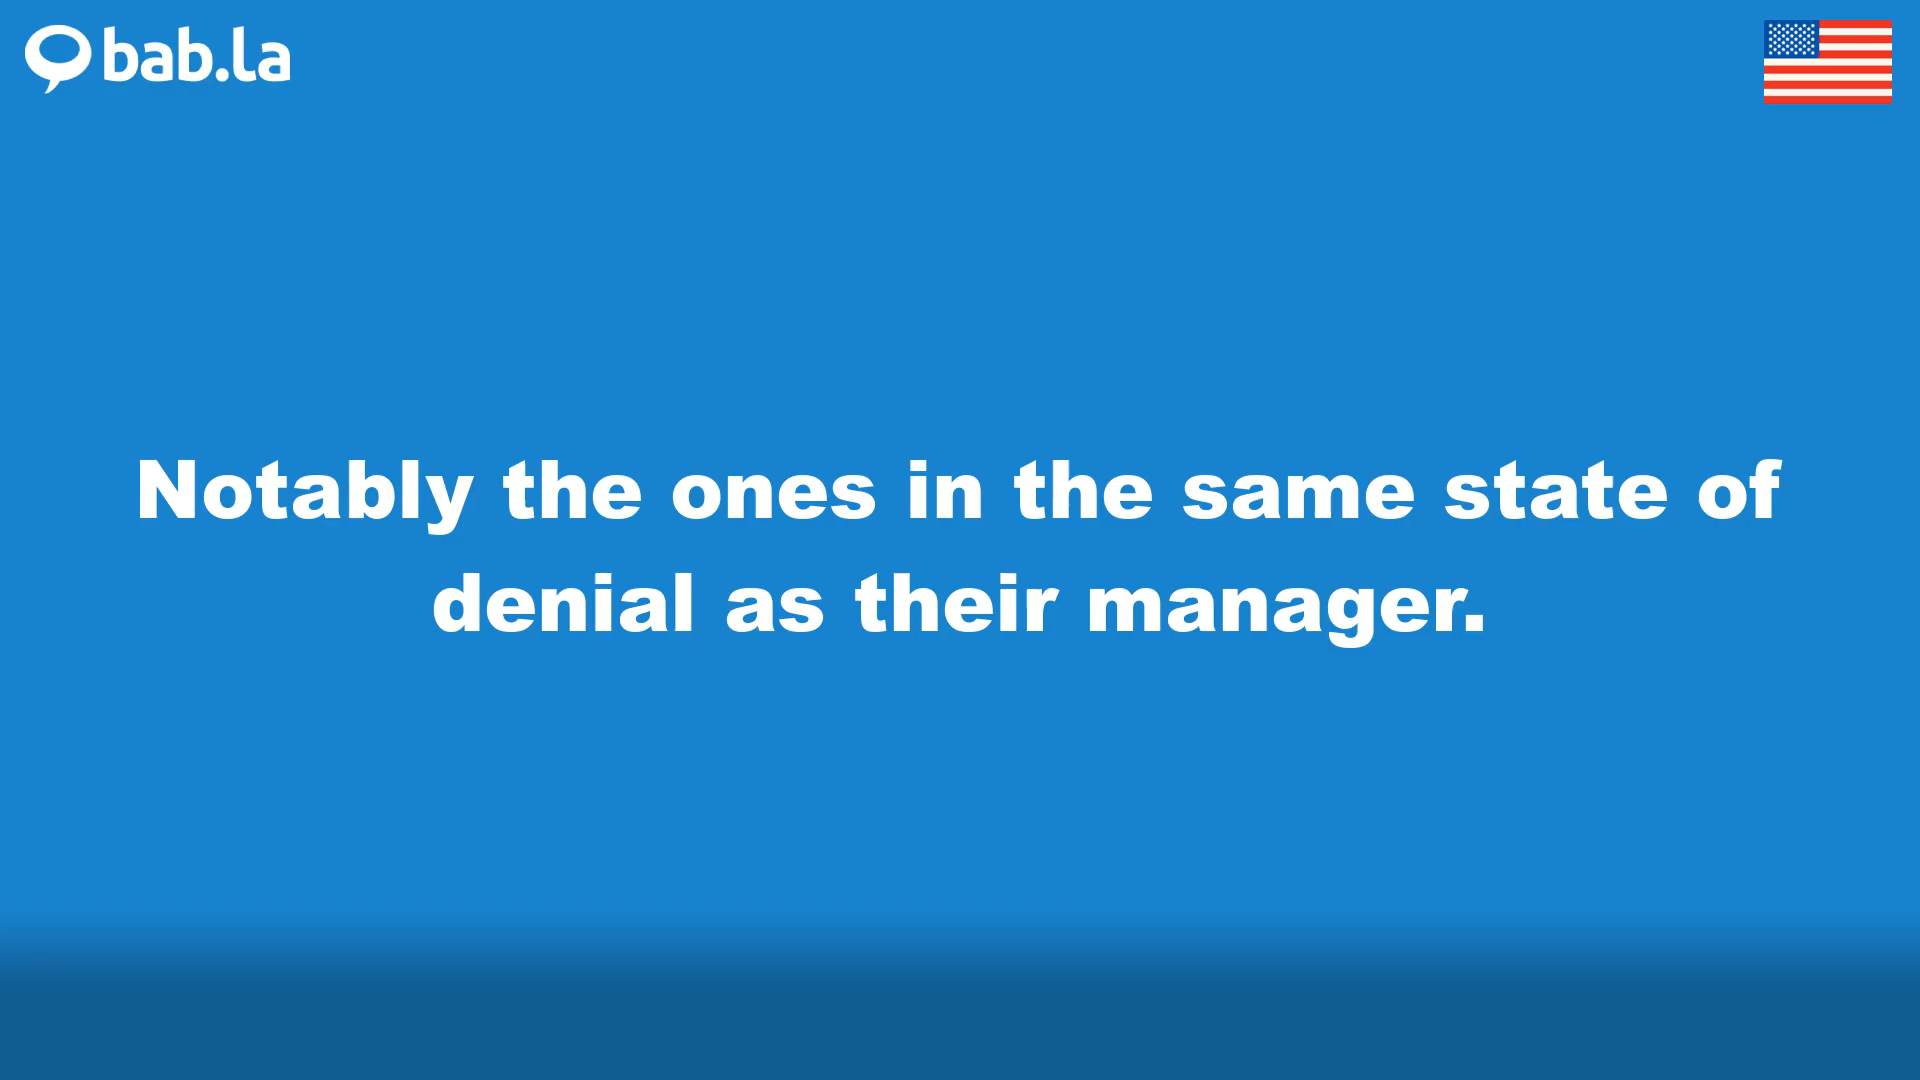 bab.la
Notably the ones in the same state of
denial as their manager.